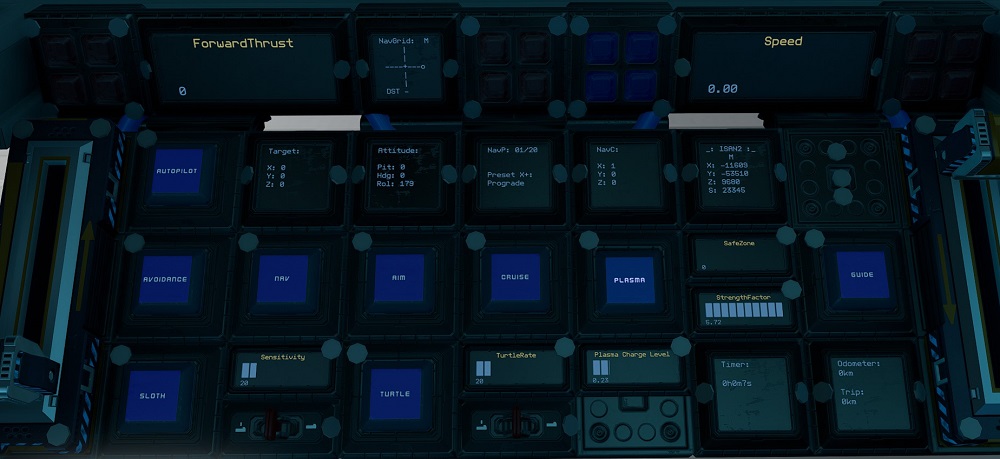 ForwardThrust
0
NavGrid: M
DST -
Speed
0.00
AUTOPILOT
Target:
X: 0
Y: 0
Z: 0
Attitude:
Pit: 0
Hdg: 0
Rol: 179
NavP: 01/20
Preset X+:
Prograde
NavC:
X: 1
Y: 0
Z: 0
_: ISAN2 :_
M
X: -11609
Y: -53510
Z: 9680
S: 23345
AVOIDANCE
NAV
AIM
CRUISE
PLASMA
SafeZone
0
StrengthFactor
5.72
GUIDE
SLOTH
Sensitivity
20
TURTLE
TurtleRate
20
Plasma Charge Level
0.23
Timer:
0h0m7s
Odometer:
0km
Trip:
0km